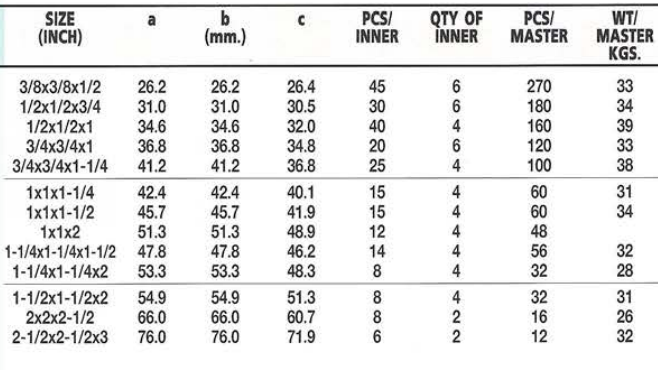 SIZE a b c PCS/ QTY OF PCS/ WT/
(INCH) (mm.) INNER INNER MASTER MASTER
KGS.
3/8x3/8x1/2 26.2 26.2 26.4 45 6 270 33
1/2x1/2x3/4 31.0 31.0 30.5 30 6 180 34
1/2x1/2x1 34.6 34.6 32.0 40 4 160 39
3/4x3/4x1 36.8 36.8 34.8 20 6 120 33
3/4x3/4x1-1/4 41.2 41.2 36.8 25 4 100 38
1x1x1-1/4 42.4 42.4 40.1 15 4 60 31
1x1x1-1/2 45.7 45.7 41.9 15 4 60 34
1x1x2 51.3 51.3 48.9 12 4 48
1-1/4x1-1/4x1-1/2 47.8 47.8 46.2 14 4 56 32
1-1/4x1-1/4x2 53.3 53.3 48.3 8 4 32 28
1-1/2x1-1/2x2 54.9 54.9 51.3 8 4 32 31
2x2x2-1/2 66.0 66.0 60.7 8 2 16 26
2-1/2x2-1/2x3 76.0 76.0 71.9 6 2 12 32